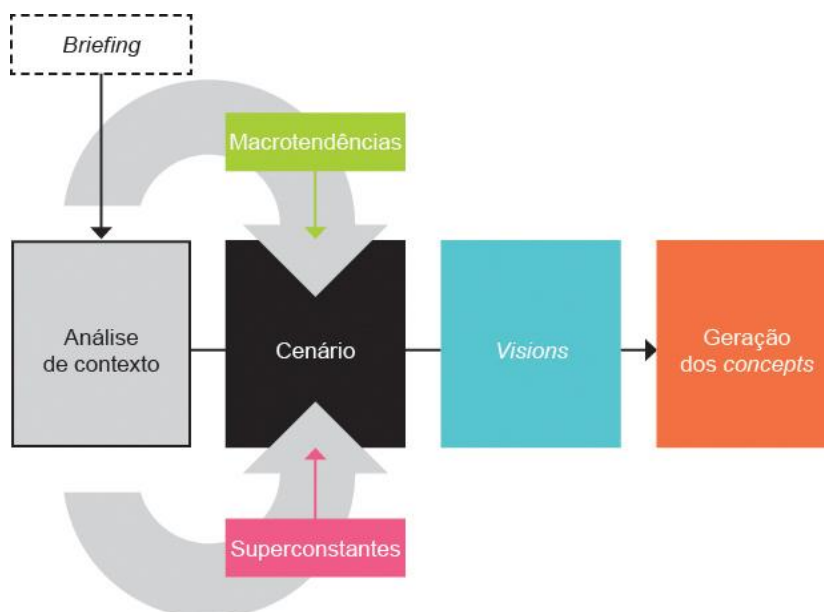 Briefing
Macrotendências
Análise
de contexto
Cenário
Visions
Geração
dos concepts
Superconstantes